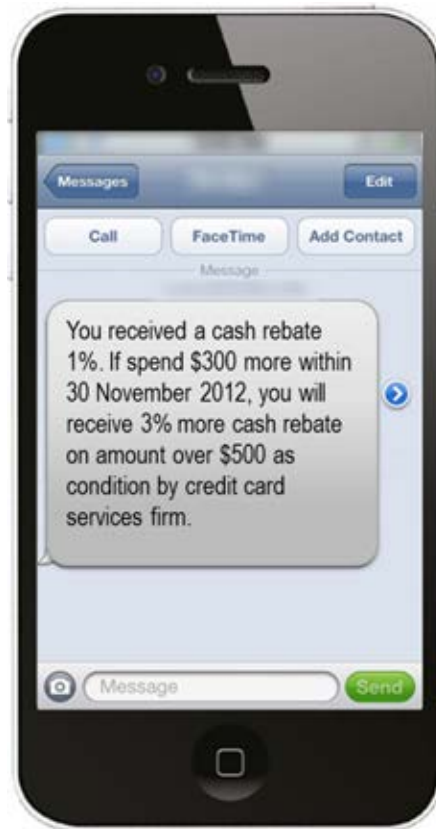 Messages
Edit
Call
FaceTime
Add Contact
Message
You received a cash rebate
1%. If spend $300 more within
30 November 2012, you will
receive 3% more cash rebate
on amount over $500 as
condition by credit card
services firm.
Message
Send